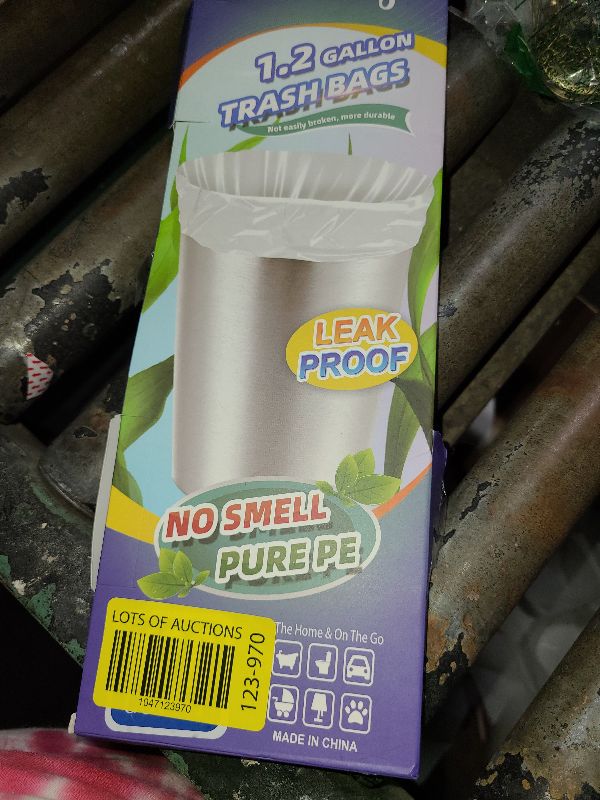 1.2 GALLON
TRASH BAGS
Not easily broken, more durable
LEAK
PROOF
NO SMELL
PURE PE
LOTS OF AUCTIONS
1947123970
123-970
The Home & On The Go
MADE IN CHINA